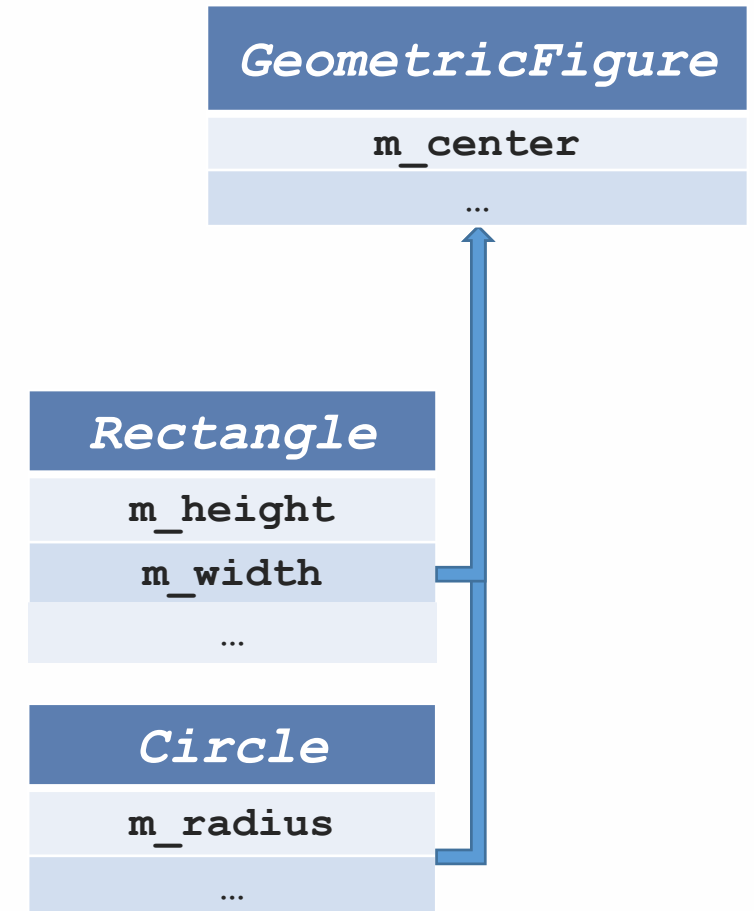 GeometricFigure
m_center
…
Rectangle
m_height
m_width
…
Circle
m_radius
…